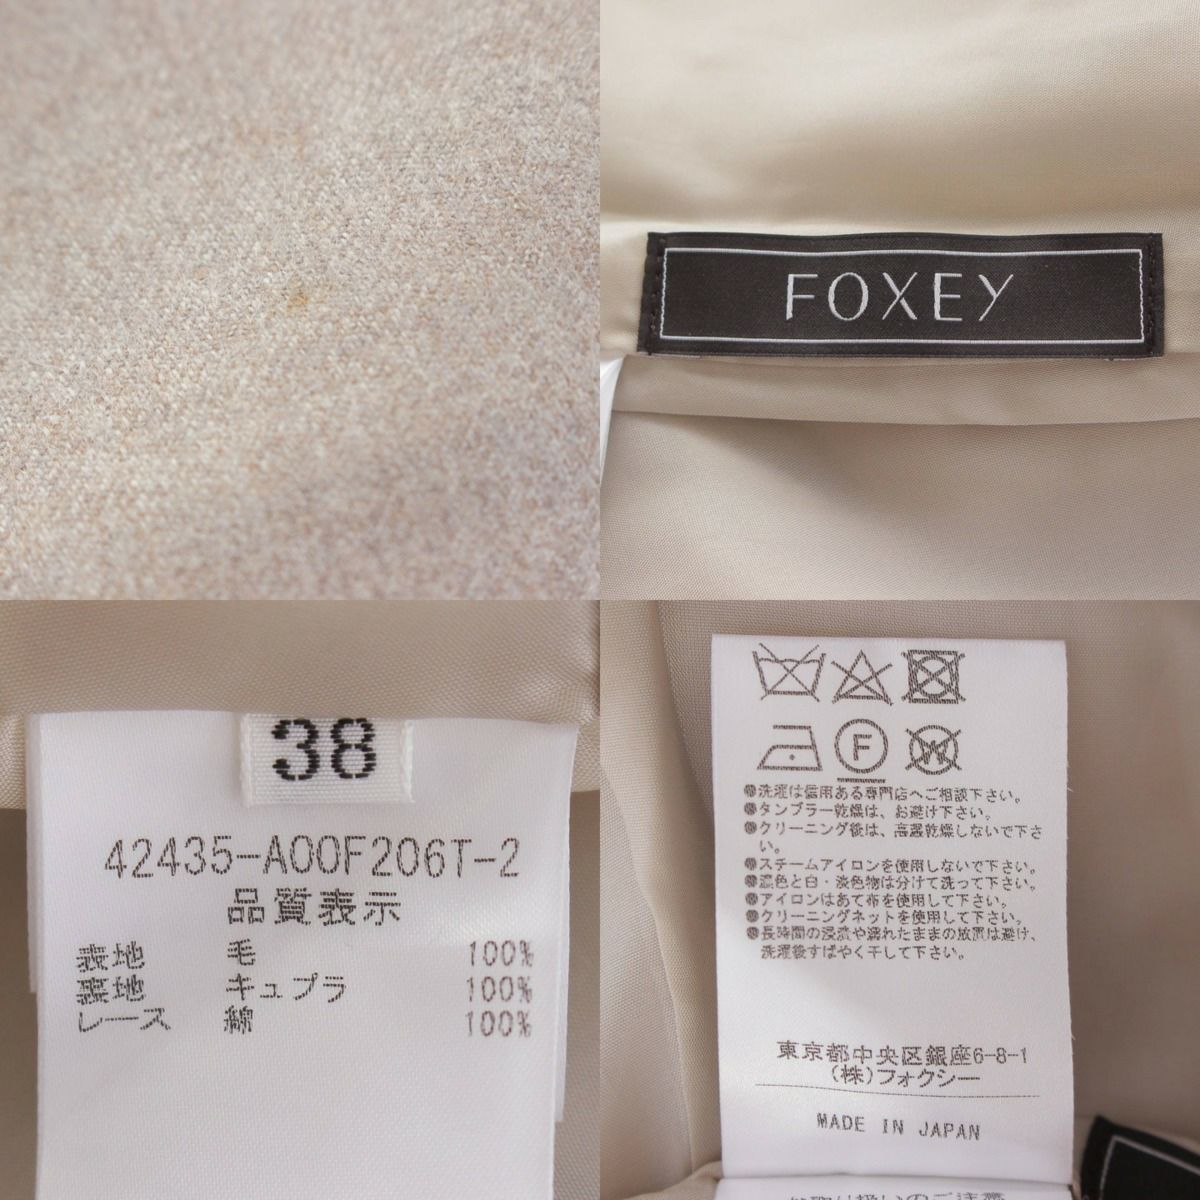 FOXEY
38
42435-A00F206T-2
品質表示
表地 毛 100%
裏地 キュプラ 100%
レース 綿 100%
F
W
●洗濯は信用ある専門店へご相談下さい。
●タンブラー乾燥は、お避け下さい。
●クリーニング後は、高温乾燥しないで下さ
い。
●スチームアイロンを使用しないで下さい。
●濃色と白・淡色物は分けて洗って下さい。
●アイロンはあて布を使用して下さい。
●クリーニングネットを使用して下さい。
●長時間の浸漬や濡れたままの放置は避け、
洗濯後すばやく干して下さい。
東京都中央区銀座6-8-1
(株)フォクシー
MADE IN JAPAN